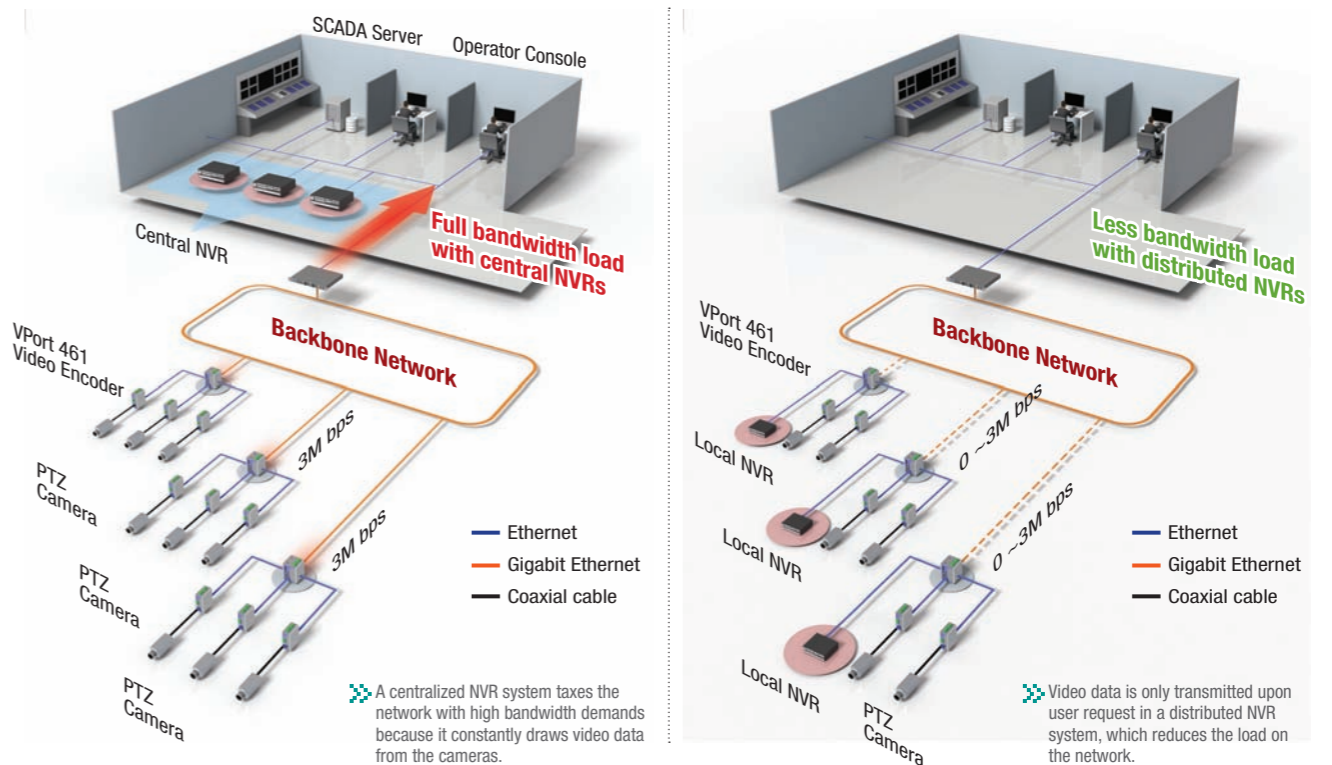 SCADA Server
Operator Console
Central NVR
Full bandwidth load
with central NVRs
Backbone Network
VPort 461
Video Encoder
3M bps
PTZ
Camera
3M bps
PTZ
Camera
PTZ
Camera
Ethernet
Gigabit Ethernet
Coaxial cable
A centralized NVR system taxes the
network with high bandwidth demands
because it constantly draws video data
from the cameras.
Less bandwidth load
with distributed NVRs
Backbone Network
VPort 461
Video Encoder
Local NVR
0 ~3M bps
Local NVR
0 ~3M bps
Local NVR
PTZ
Camera
Ethernet
Gigabit Ethernet
Coaxial cable
Video data is only transmitted upon
user request in a distributed NVR
system, which reduces the load on
the network.